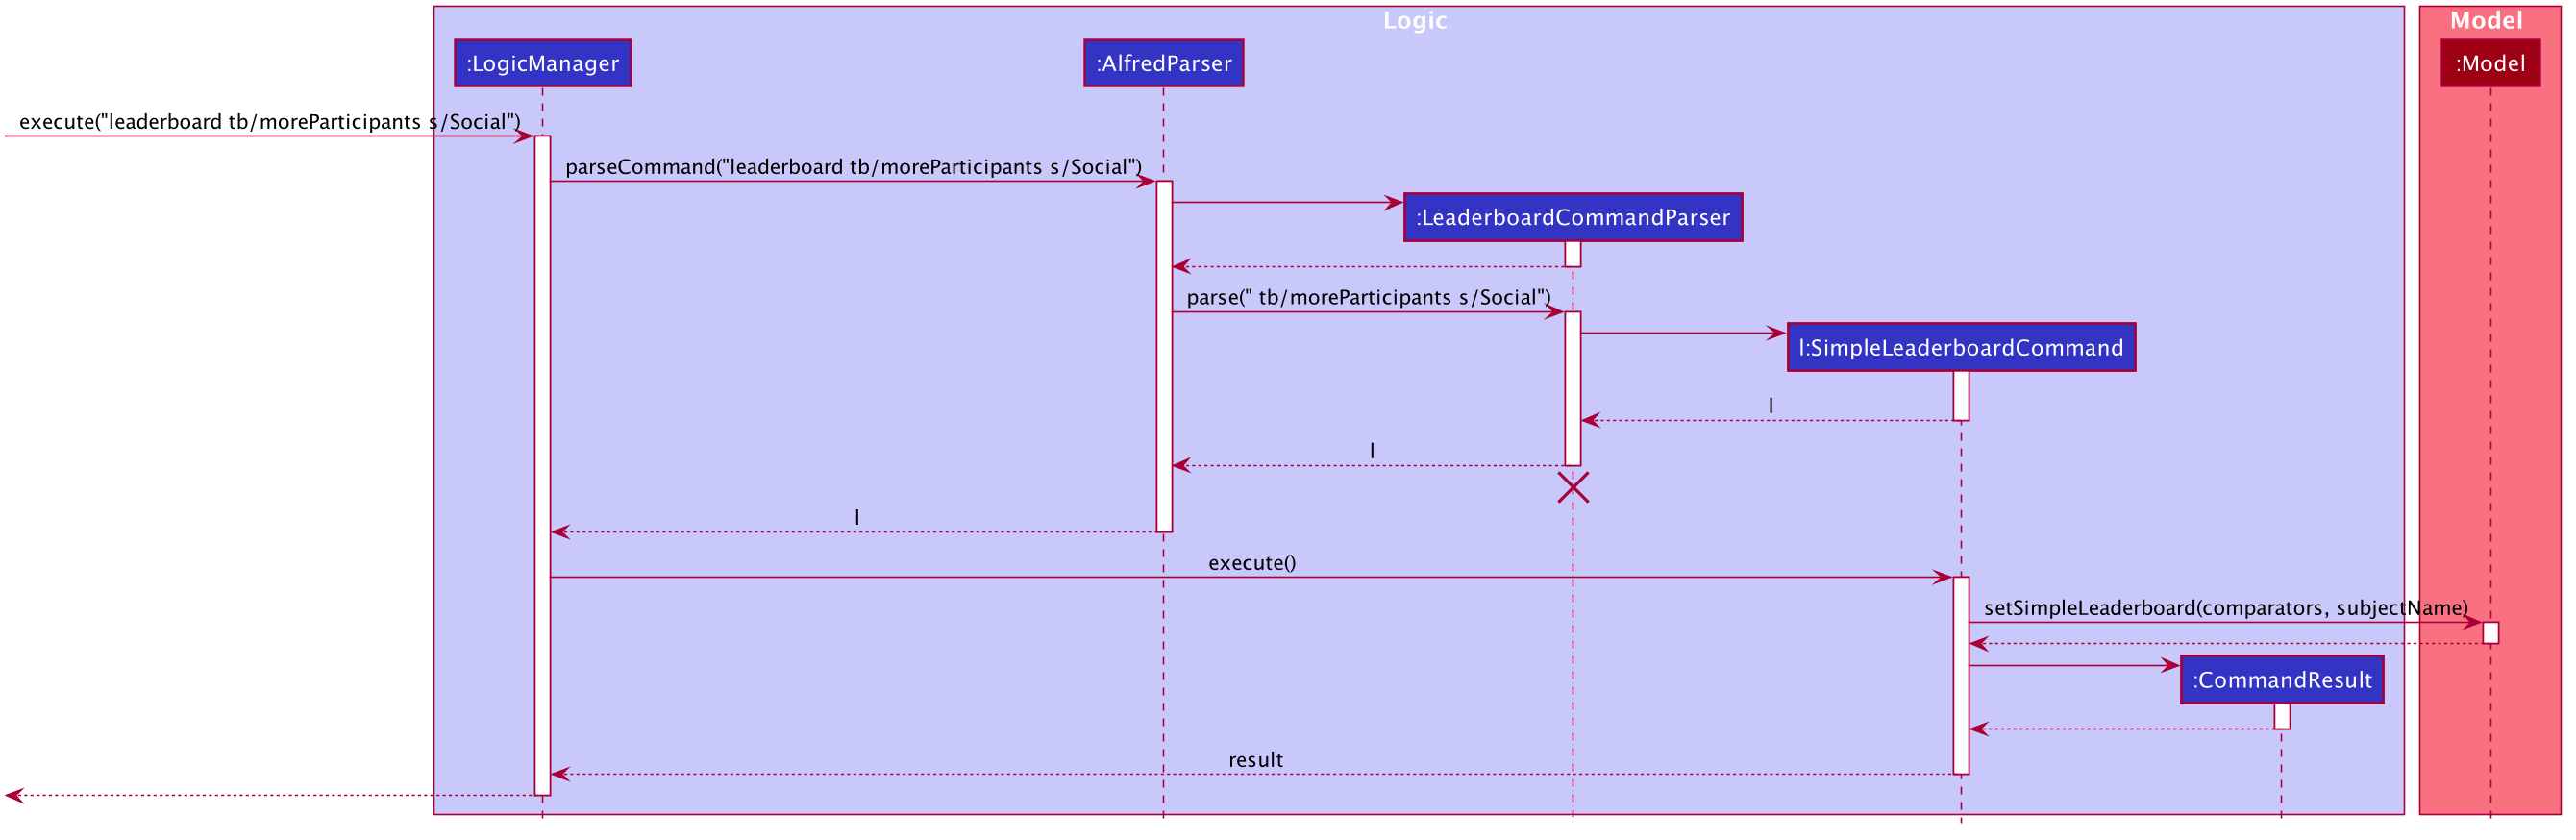 Logic
Model
:LogicManager
:AlfredParser
:Model
execute("leaderboard tb/moreParticipants s/Social")
parseCommand("leaderboard tb/moreParticipants s/Social")
:LeaderboardCommandParser
parse(" tb/moreParticipants s/Social")
l:SimpleLeaderboardCommand
l
l
l
execute()
setSimpleLeaderboard(comparators, subjectName)
:CommandResult
result